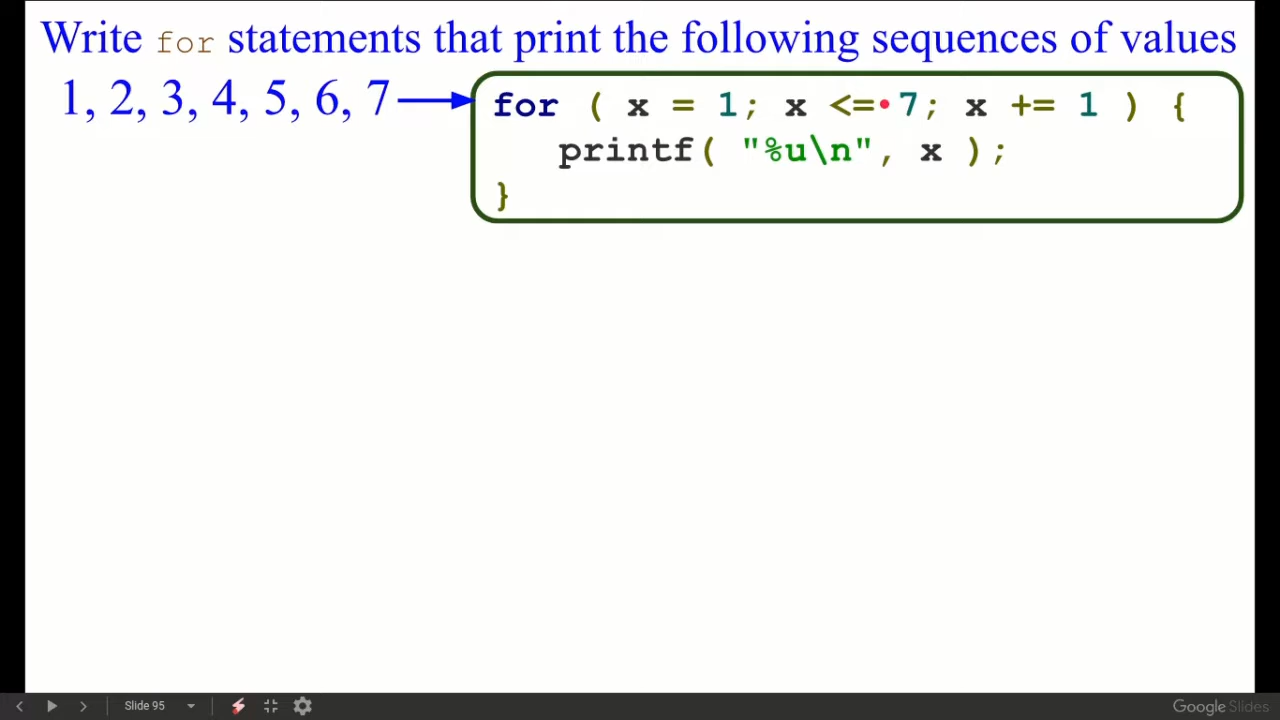 Write for statements that print the following sequences of values
1, 2, 3, 4, 5, 6, 7
for ( x = 1; x <= 7; x += 1 ) {
printf( "%u\n", x );
}
Slide 95
Google Slides